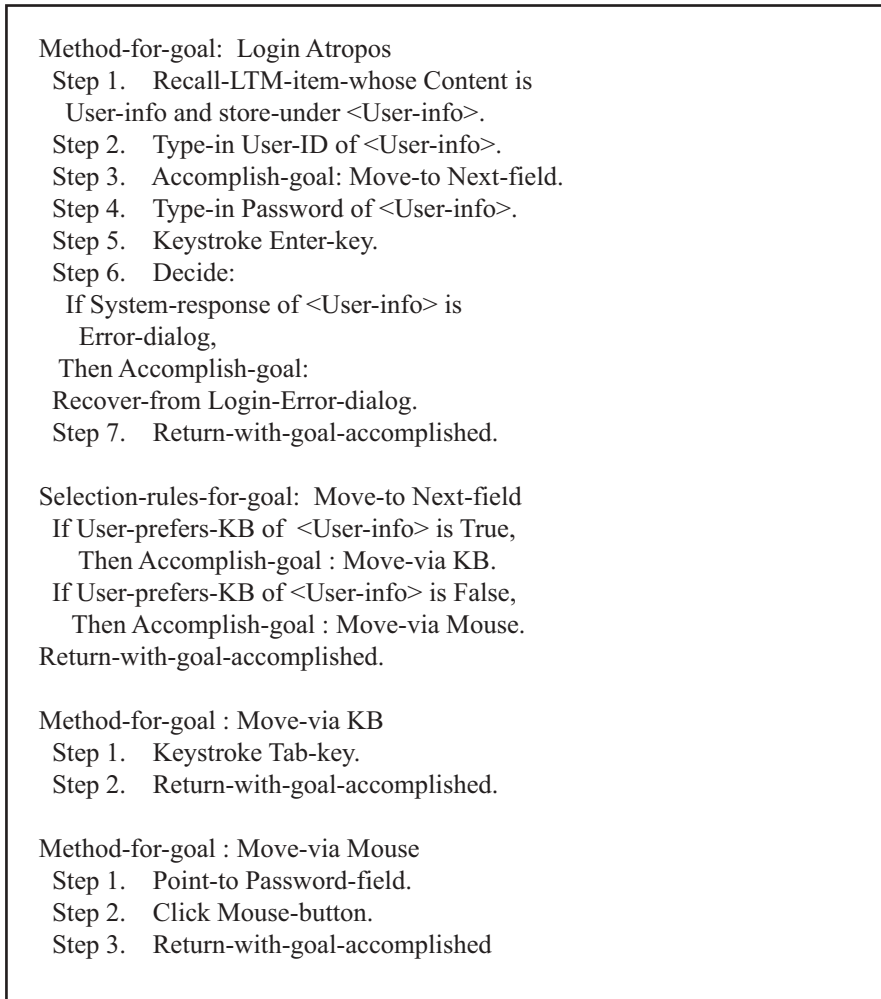 Method-for-goal: Login Atropos
Step 1. Recall-LTM-item-whose Content is
User-info and store-under <User-info>.
Step 2. Type-in User-ID of <User-info>.
Step 3. Accomplish-goal: Move-to Next-field.
Step 4. Type-in Password of <User-info>.
Step 5. Keystroke Enter-key.
Step 6. Decide:
If System-response of <User-info> is
Error-dialog,
Then Accomplish-goal:
Recover-from Login-Error-dialog.
Step 7. Return-with-goal-accomplished.
Selection-rules-for-goal: Move-to Next-field
If User-prefers-KB of <User-info> is True,
Then Accomplish-goal : Move-via KB.
If User-prefers-KB of <User-info> is False,
Then Accomplish-goal : Move-via Mouse.
Return-with-goal-accomplished.
Method-for-goal : Move-via KB
Step 1. Keystroke Tab-key.
Step 2. Return-with-goal-accomplished.
Method-for-goal : Move-via Mouse
Step 1. Point-to Password-field.
Step 2. Click Mouse-button.
Step 3. Return-with-goal-accomplished